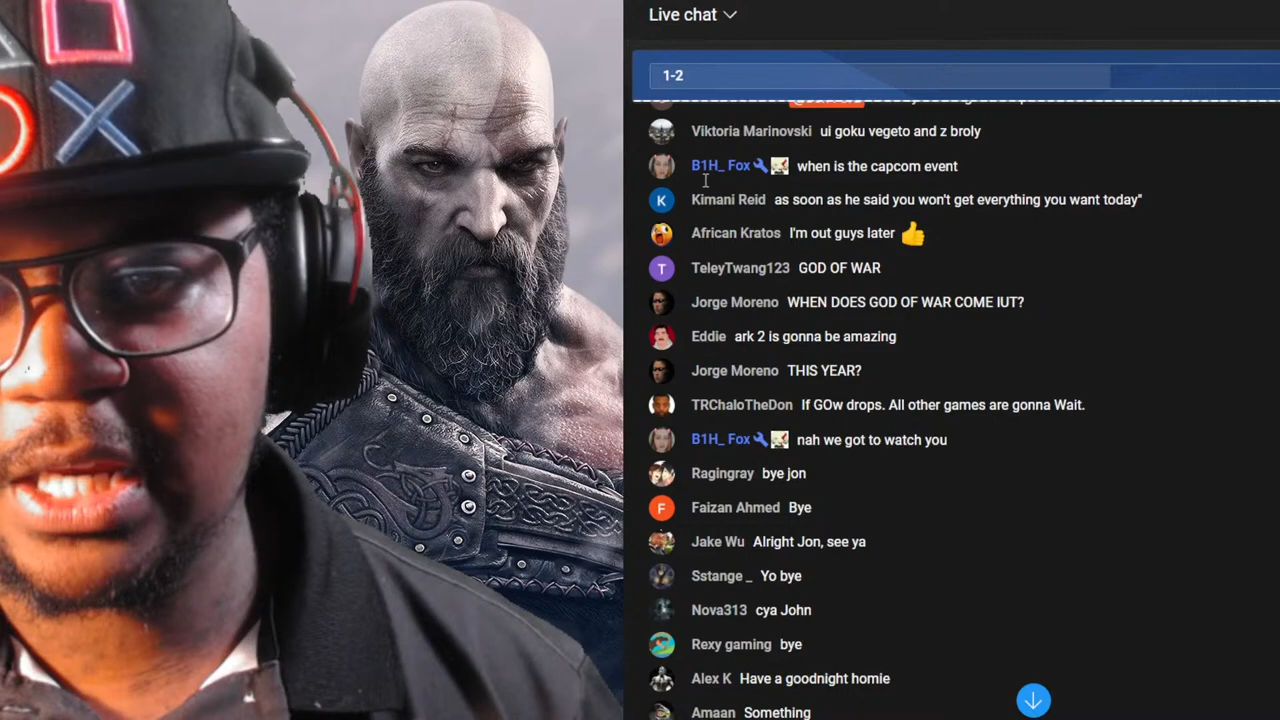 Live chat
1-2
Viktoria Marinovski ui goku vegeto and z broly
B1H_ Fox when is the capcom event
Kimani Reid as soon as he said you won't get everything you want today"
African Kratos I'm out guys later
TeleyTwang123 GOD OF WAR
Jorge Moreno WHEN DOES GOD OF WAR COME IUT?
Eddie ark 2 is gonna be amazing
Jorge Moreno THIS YEAR?
TRChaloTheDon If GOw drops. All other games are gonna Wait.
B1H_ Fox nah we got to watch you
Ragingray bye jon
Faizan Ahmed Bye
Jake Wu Alright Jon, see ya
Sstange _ Yo bye
Nova313 cya John
Rexy gaming bye
Alex K Have a goodnight homie
Amaan Something
K
T
F